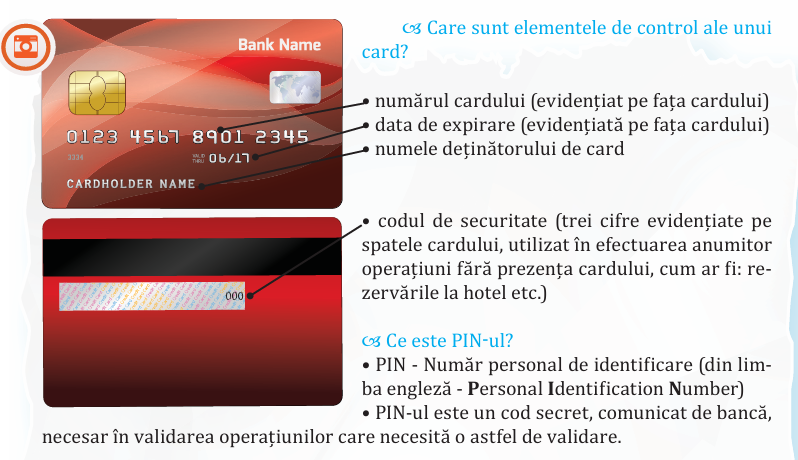 Care sunt elementele de control ale unui
card?
Bank Name
• numărul cardului (evidențiat pe fața cardului)
0123 4567 8901 2345
• data de expirare (evidențiată pe fața cardului)
3334
VALID
THRU 06/17
• numele deținătorului de card
CARDHOLDER NAME
• codul de securitate (trei cifre evidențiate pe
spatele cardului, utilizat în efectuarea anumitor
operațiuni fără prezența cardului, cum ar fi: re-
zervările la hotel etc.)
000
Ce este PIN-ul?
• PIN - Număr personal de identificare (din lim-
ba engleză - Personal Identification Number)
• PIN-ul este un cod secret, comunicat de bancă,
necesar în validarea operațiunilor care necesită o astfel de validare.